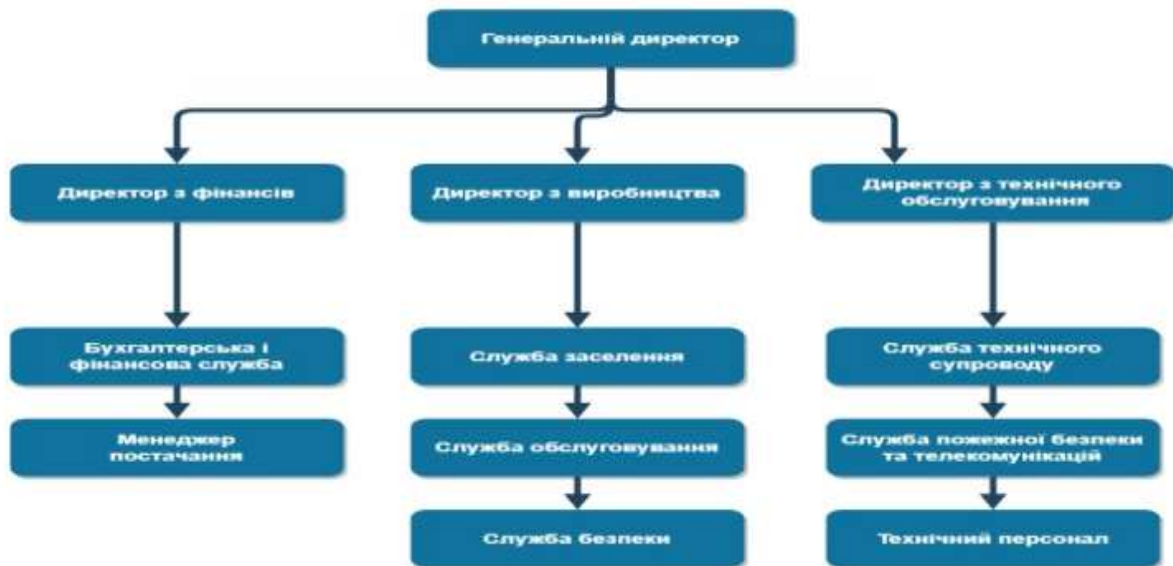 Генеральній директор
Директор з фінансів
Директор з виробництва
Директор з технічного
обслуговування
Бухгалтерська і
фінансова служба
Служба заселення
Служба технічного
супроводу
Менеджер
постачання
Служба обслуговування
Служба пожежної безпеки
та телекомунікацій
Служба безпеки
Технічний персонал